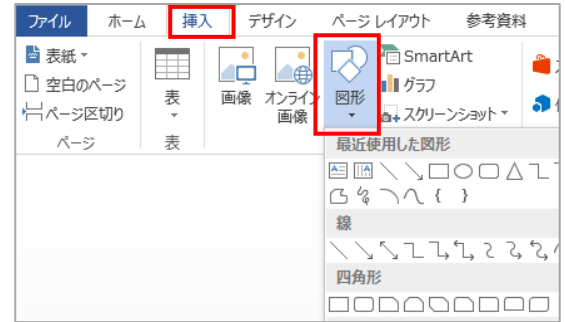 ファイル ホーム 挿入 デザイン ページ レイアウト 参考資料
表紙
空白のページ
ページ区切り
ページ
表
表
画像
オンライン
画像
図形
SmartArt
グラフ
スクリーンショット
最近使用した図形
線
四角形